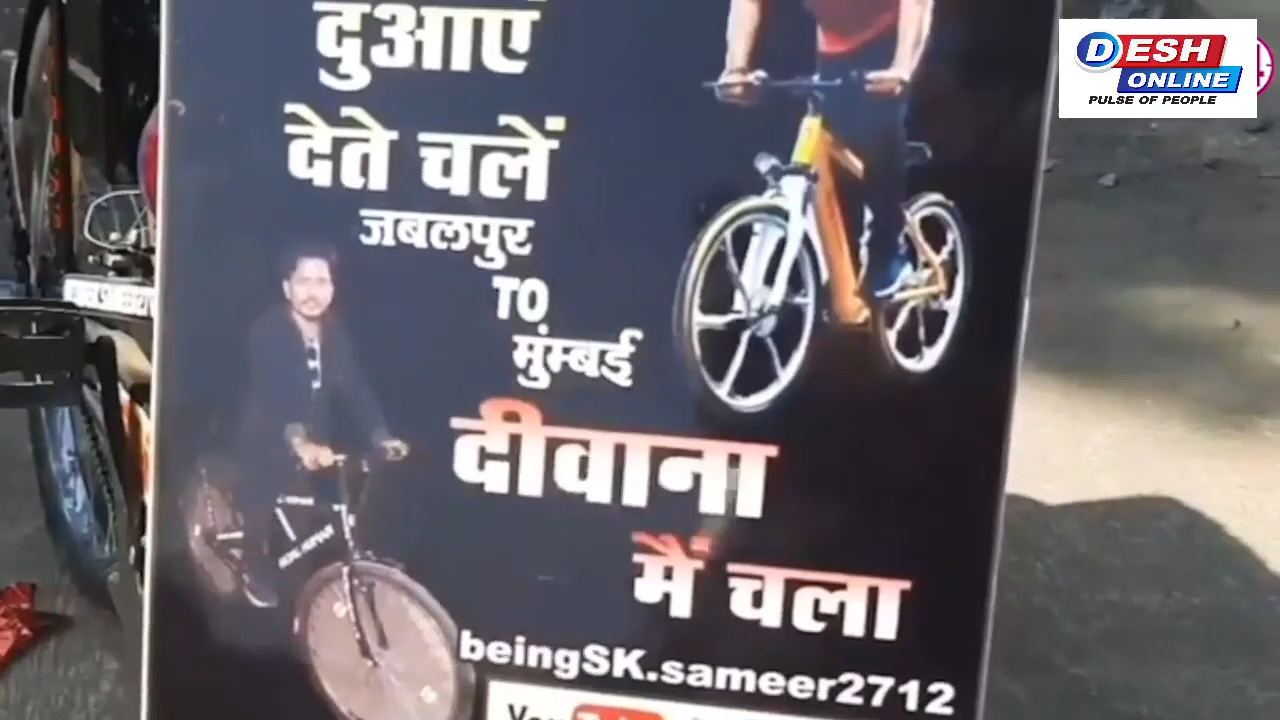 दुआए
देते चलें
जबलपुर
TO
मुंम्बई
दीवाना
मैं चला
beingSK.sameer2712
DESH
ONLINE
PULSE OF PEOPLE